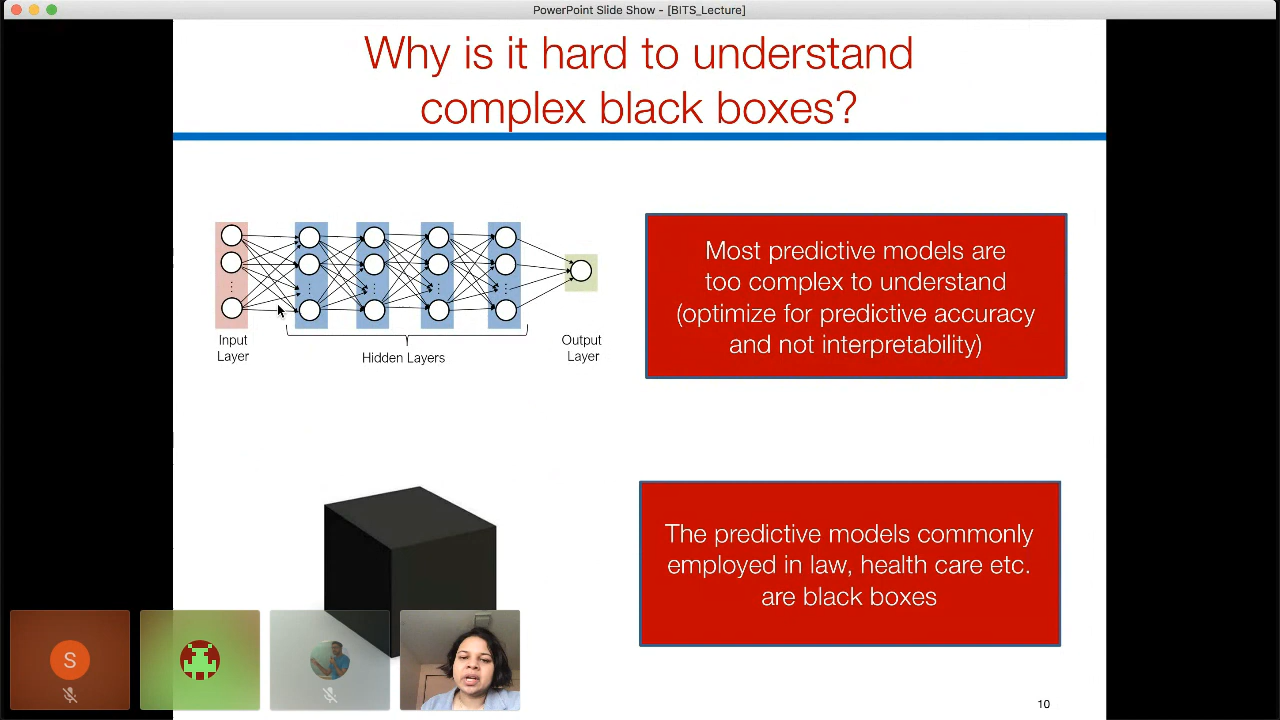 PowerPoint Slide Show - [BITS_Lecture]
Why is it hard to understand
complex black boxes?
Input
Layer
Hidden Layers
Output
Layer
Most predictive models are
too complex to understand
(optimize for predictive accuracy
and not interpretability)
The predictive models commonly
employed in law, health care etc.
are black boxes
S
10